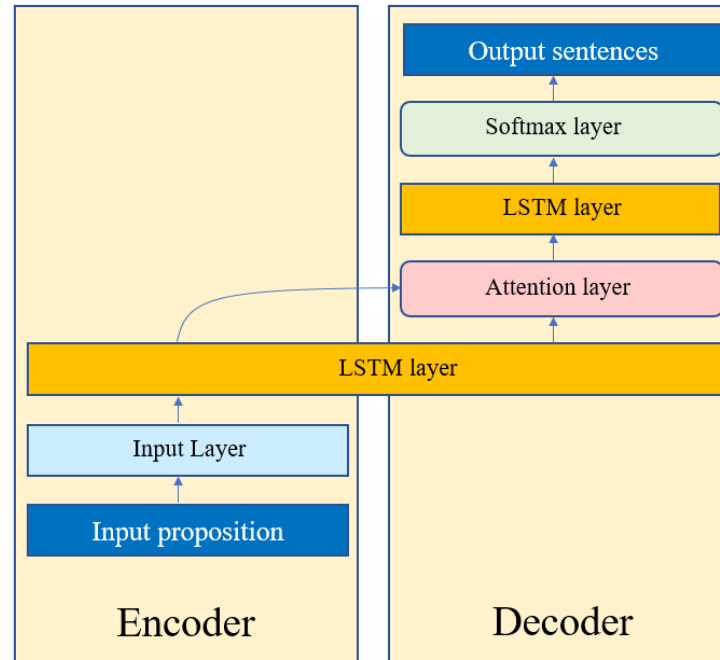 Output sentences
Softmax layer
LSTM layer
Attention layer
LSTM layer
Input Layer
Input proposition
Encoder
Decoder